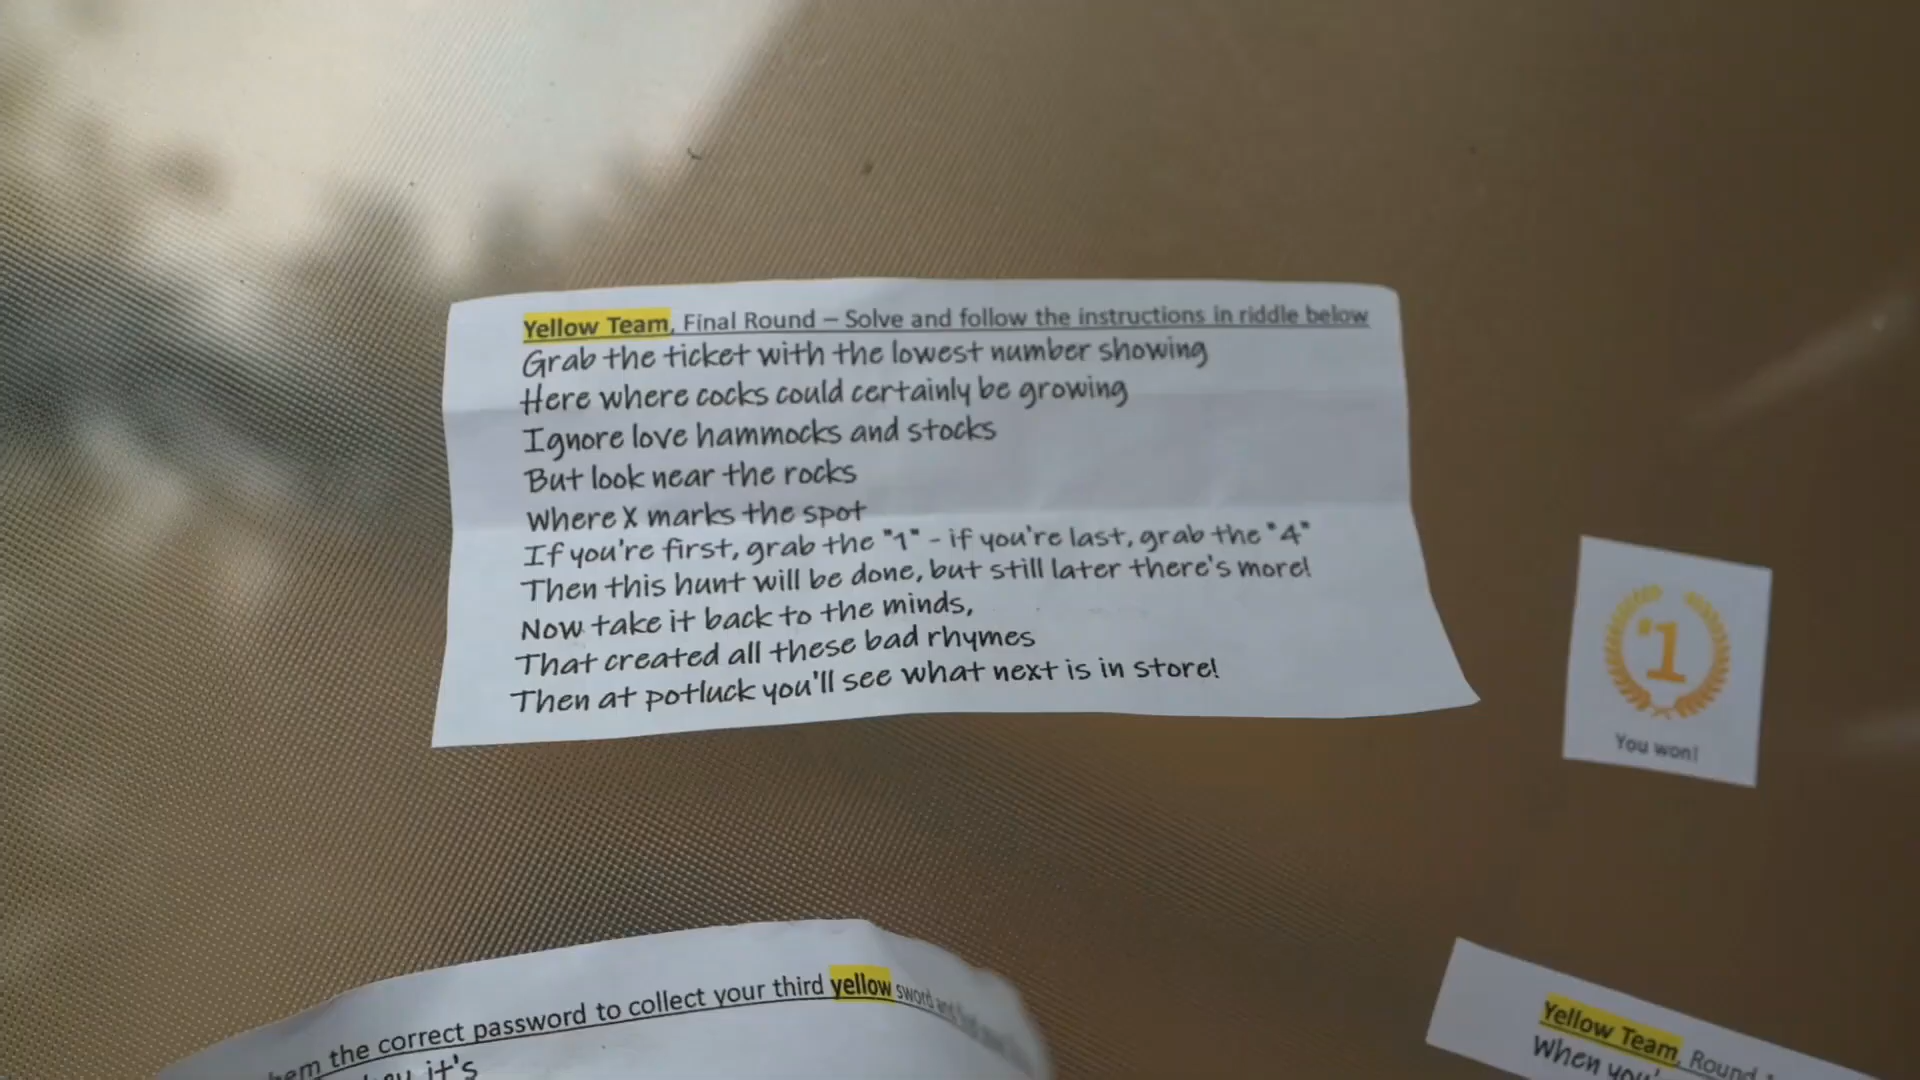 Yellow Team, Final Round – Solve and follow the instructions in riddle below
Grab the ticket with the lowest number showing
Here where cocks could certainly be growing
Ignore love hammocks and stocks
But look near the rocks
Where X marks the spot
If you're first, grab the "1" - if you're last, grab the "4"
Then this hunt will be done, but still later there's more!
Now take it back to the minds,
That created all these bad rhymes
Then at potluck you'll see what next is in store!
#1
You won!
the correct password to collect your third yellow sword
it's
Yellow Team, Round
When